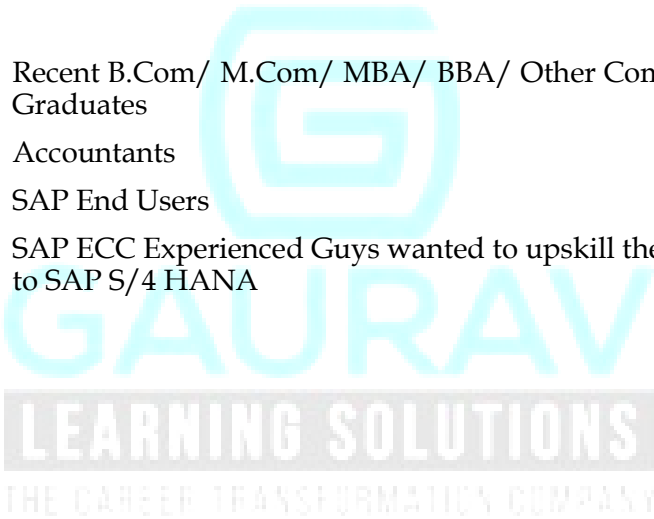 Recent B.Com/ M.Com/ MBA/ BBA/ Other Com
Graduates
Accountants
SAP End Users
SAP ECC Experienced Guys wanted to upskill the
to SAP S/4 HANA
GAURAV
LEARNING SOLUTIONS
THE CAREER TRANSFORMATION COMPANY